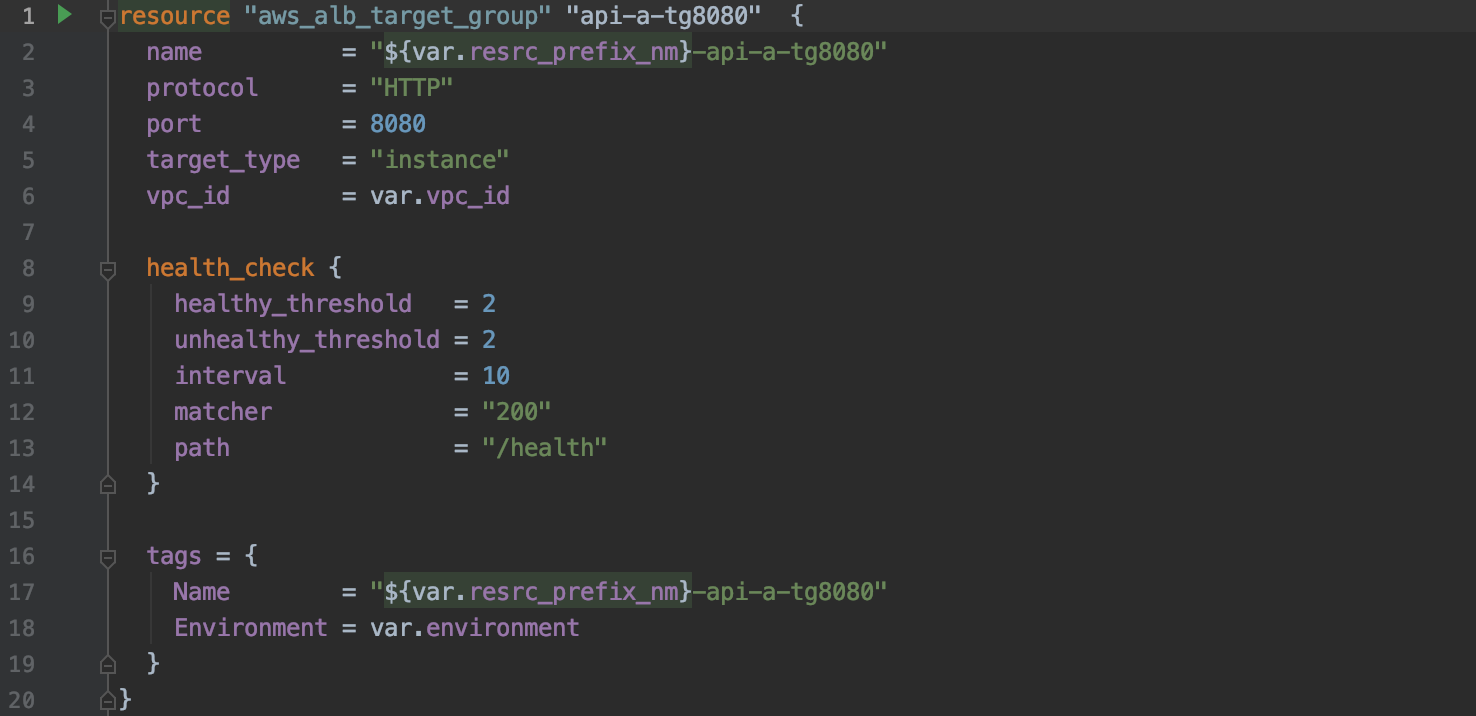 1 resource "aws_alb_target_group" "api-a-tg8080"  {
2   name          = "${var.resrc_prefix_nm}-api-a-tg8080"
3   protocol      = "HTTP"
4   port          = 8080
5   target_type   = "instance"
6   vpc_id        = var.vpc_id
7
8   health_check {
9     healthy_threshold   = 2
10     unhealthy_threshold = 2
11     interval            = 10
12     matcher             = "200"
13     path                = "/health"
14   }
15
16   tags = {
17     Name        = "${var.resrc_prefix_nm}-api-a-tg8080"
18     Environment = var.environment
19   }
20 }